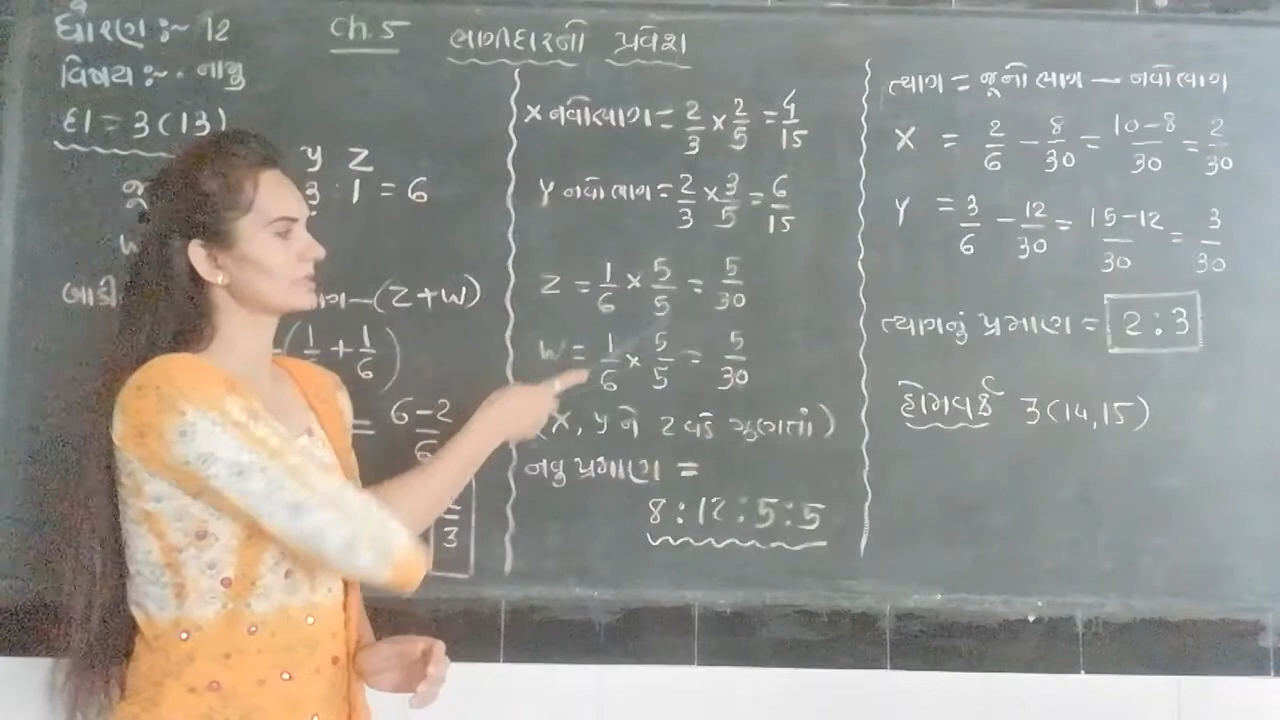 ધોરણ :~ 12
વિષય :~ . નામુ
દા = 3 (13)
Ch. 5 ભાગીદારનો પ્રવેશ
y z
3 : 1 = 6
બાકી ભાગ – (Z + W)
(1/6 + 1/6)
= 6-2/6
2/3
X નવોભાગ = 2/3 × 2/5 = 4/15
Y નવો ભાગ = 2/3 × 3/5 = 6/15
Z = 1/6 × 5/5 = 5/30
W = 1/6 × 5/5 = 5/30
(X, Y ને 2 વડે ગુણતાં)
નવુ પ્રમાણ =
8 : 12 : 5 : 5
ત્યાગ = જૂનો ભાગ – નવો ભાગ
X = 2/6 – 8/30 = 10-8/30 = 2/30
Y = 3/6 – 12/30 = 15-12/30 = 3/30
ત્યાગનું પ્રમાણ = 2 : 3
હોમવર્ક 3 (14, 15)